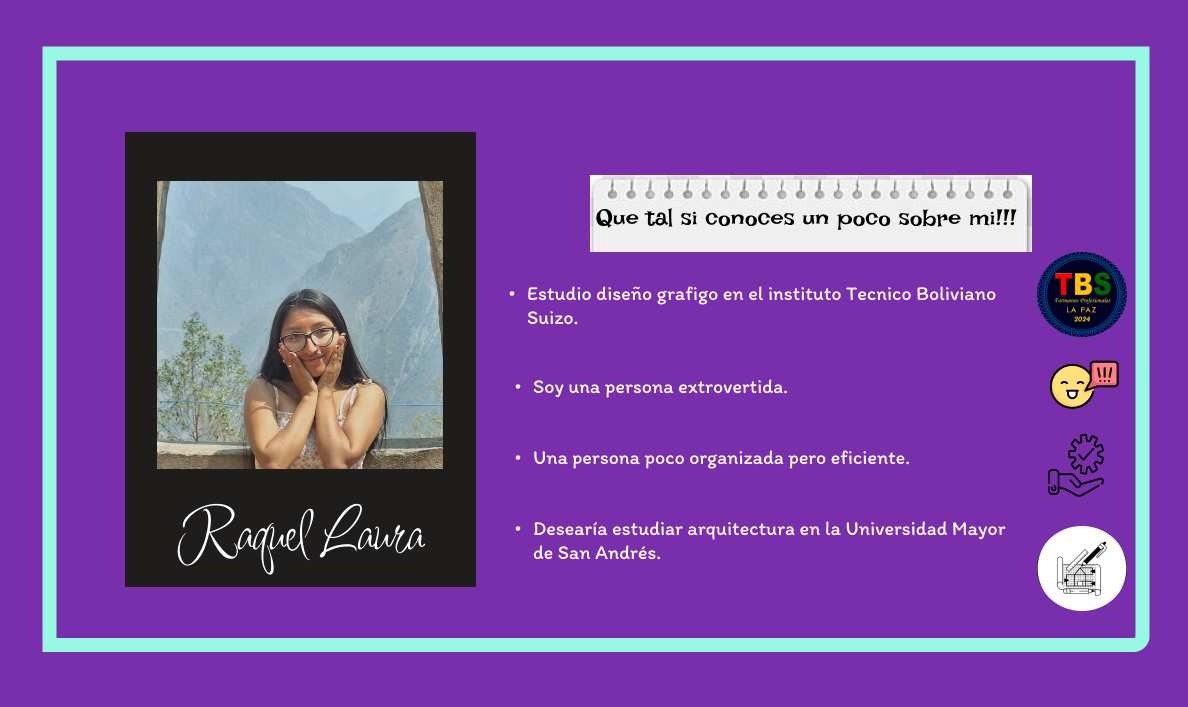 Que tal si conoces un poco sobre mi!!!
• Estudio diseño grafigo en el instituto Tecnico Boliviano
Suizo.
• Soy una persona extrovertida.
• Una persona poco organizada pero eficiente.
• Desearía estudiar arquitectura en la Universidad Mayor
de San Andrés.
Raquel Laura
TBS
Formamos Profesionales
LA PAZ
2024
!!!